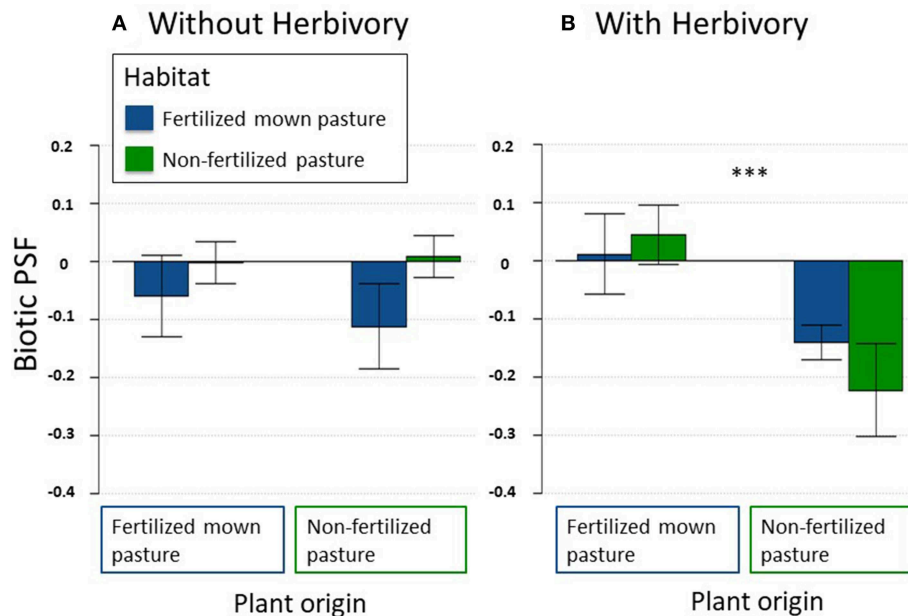 A Without Herbivory
B With Herbivory
Habitat
Fertilized mown pasture
Non-fertilized pasture
Biotic PSF
0.2
0.1
0
-0.1
-0.2
-0.3
-0.4
Fertilized mown
pasture
Non-fertilized
pasture
Plant origin
0.2
0.1
0
-0.1
-0.2
-0.3
-0.4
***
Fertilized mown
pasture
Non-fertilized
pasture
Plant origin